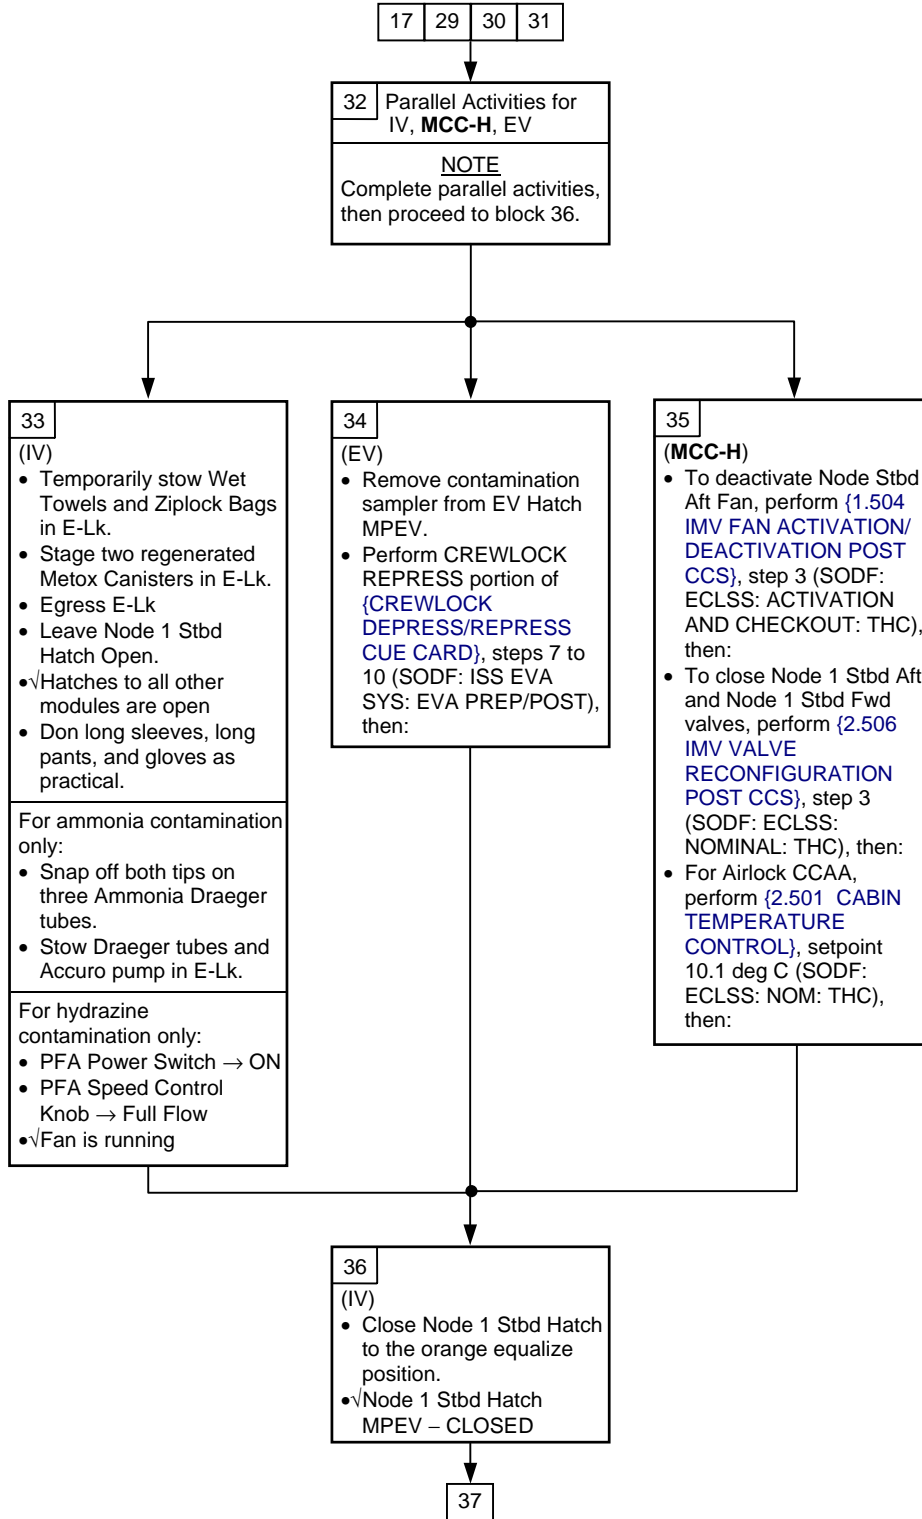 17 29 30 31
32 Parallel Activities for
IV, MCC-H, EV
NOTE
Complete parallel activities,
then proceed to block 36.
33
(IV)
• Temporarily stow Wet
Towels and Ziplock Bags
in E-Lk.
• Stage two regenerated
Metox Canisters in E-Lk.
• Egress E-Lk
• Leave Node 1 Stbd
Hatch Open.
•√Hatches to all other
modules are open
• Don long sleeves, long
pants, and gloves as
practical.
For ammonia contamination
only:
• Snap off both tips on
three Ammonia Draeger
tubes.
• Stow Draeger tubes and
Accuro pump in E-Lk.
For hydrazine
contamination only:
• PFA Power Switch → ON
• PFA Speed Control
Knob → Full Flow
•√Fan is running
34
(EV)
• Remove contamination
sampler from EV Hatch
MPEV.
• Perform CREWLOCK
REPRESS portion of
{CREWLOCK
DEPRESS/REPRESS
CUE CARD}, steps 7 to
10 (SODF: ISS EVA
SYS: EVA PREP/POST),
then:
35
(MCC-H)
• To deactivate Node Stbd
Aft Fan, perform {1.504
IMV FAN ACTIVATION/
DEACTIVATION POST
CCS}, step 3 (SODF:
ECLSS: ACTIVATION
AND CHECKOUT: THC),
then:
• To close Node 1 Stbd Aft
and Node 1 Stbd Fwd
valves, perform {2.506
IMV VALVE
RECONFIGURATION
POST CCS}, step 3
(SODF: ECLSS:
NOMINAL: THC), then:
• For Airlock CCAA,
perform {2.501 CABIN
TEMPERATURE
CONTROL}, setpoint
10.1 deg C (SODF:
ECLSS: NOM: THC),
then:
36
(IV)
• Close Node 1 Stbd Hatch
to the orange equalize
position.
•√Node 1 Stbd Hatch
MPEV – CLOSED
37